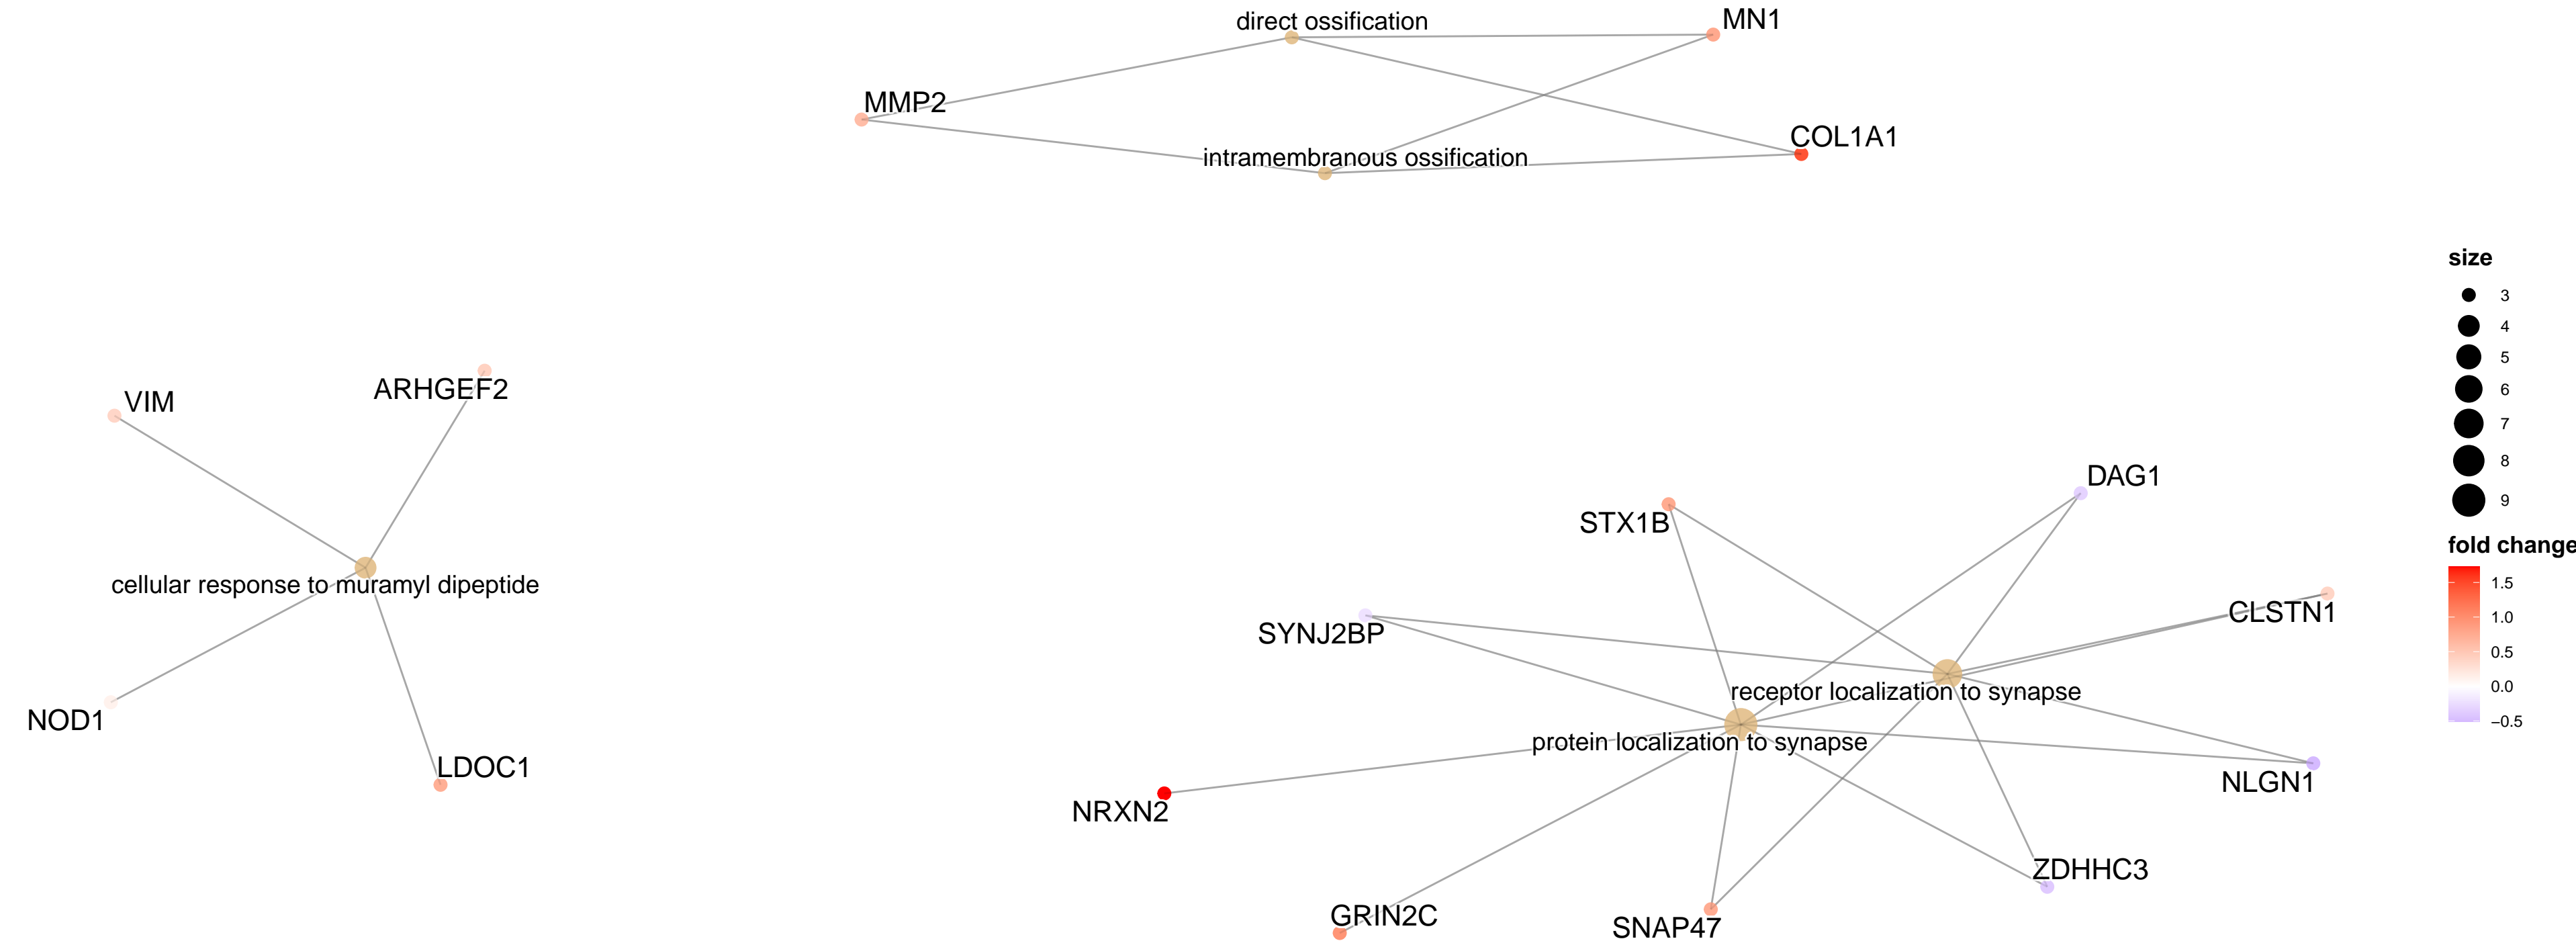 direct ossification
MN1
MMP2
COL1A1
intramembranous ossification
size
3
4
5
6
7
8
9
fold change
1.5
1.0
0.5
0.0
−0.5
VIM
ARHGEF2
cellular response to muramyl dipeptide
NOD1
LDOC1
DAG1
STX1B
CLSTN1
SYNJ2BP
receptor localization to synapse
protein localization to synapse
NLGN1
NRXN2
ZDHHC3
GRIN2C
SNAP47